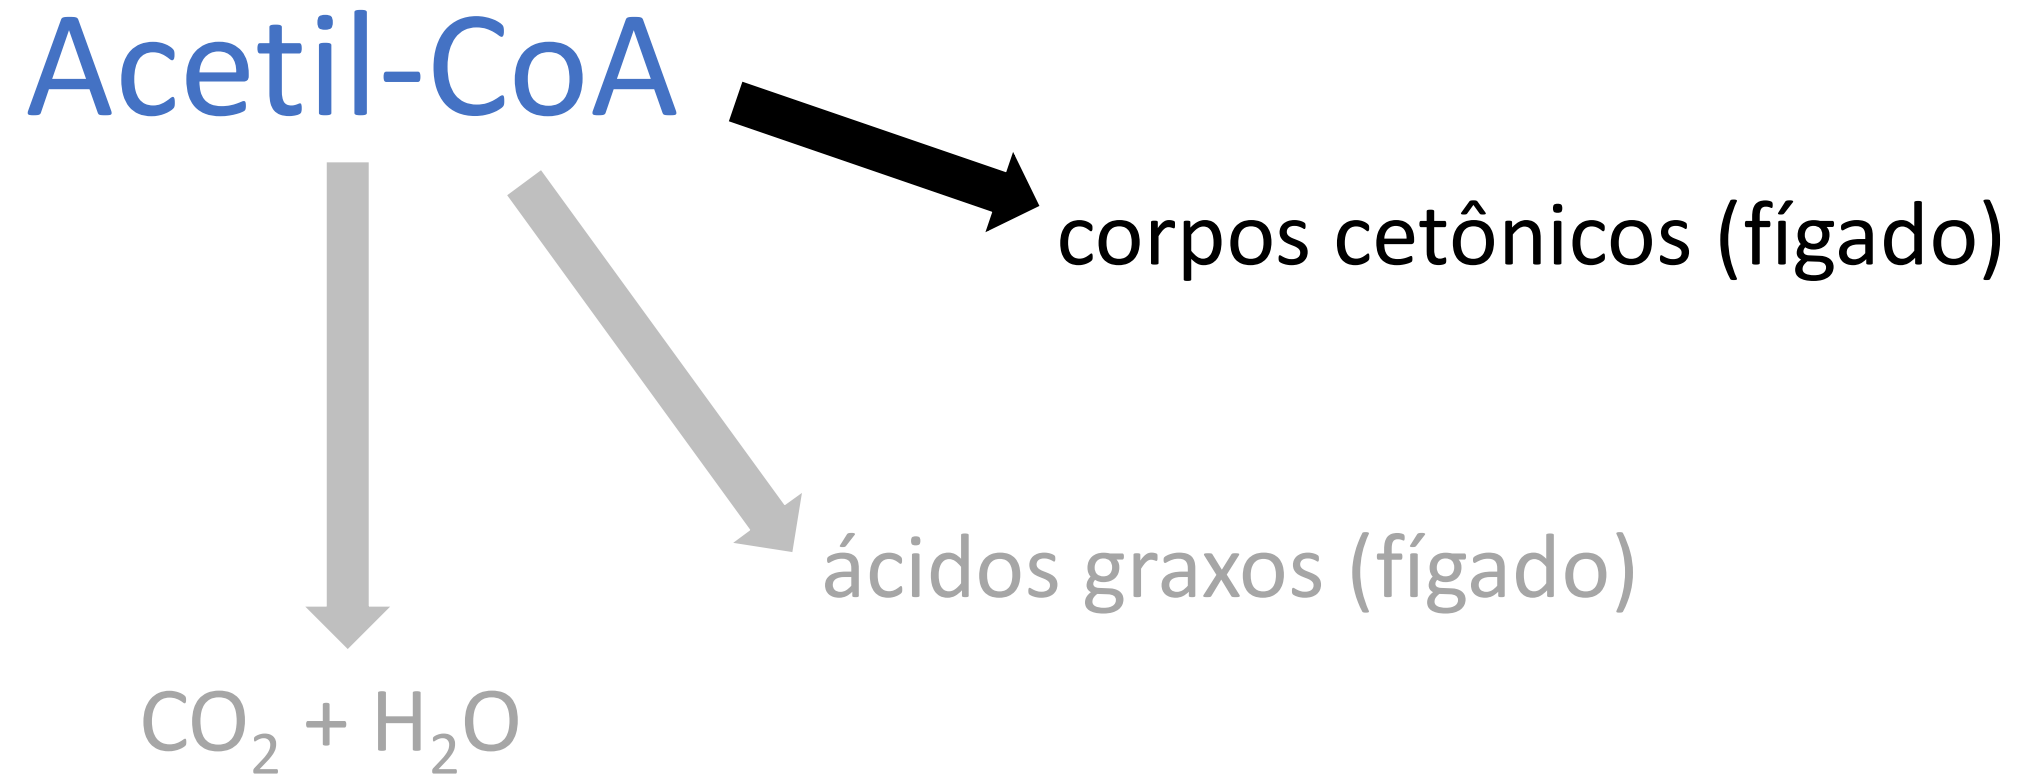 Acetil-CoA
corpos cetônicos (fígado)
ácidos graxos (fígado)
CO₂ + H₂O